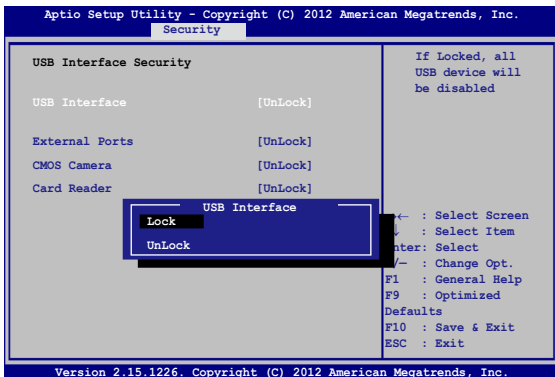 Aptio Setup Utility - Copyright (C) 2012 American Megatrends, Inc.
Security
USB Interface Security
USB Interface [UnLock]
External Ports [UnLock]
CMOS Camera [UnLock]
Card Reader [UnLock]
USB Interface
Lock
UnLock
If Locked, all
USB device will
be disabled
→← : Select Screen
↓ : Select Item
nter: Select
/— : Change Opt.
F1 : General Help
F9 : Optimized
Defaults
F10 : Save & Exit
ESC : Exit
Version 2.15.1226. Copyright (C) 2012 American Megatrends, Inc.